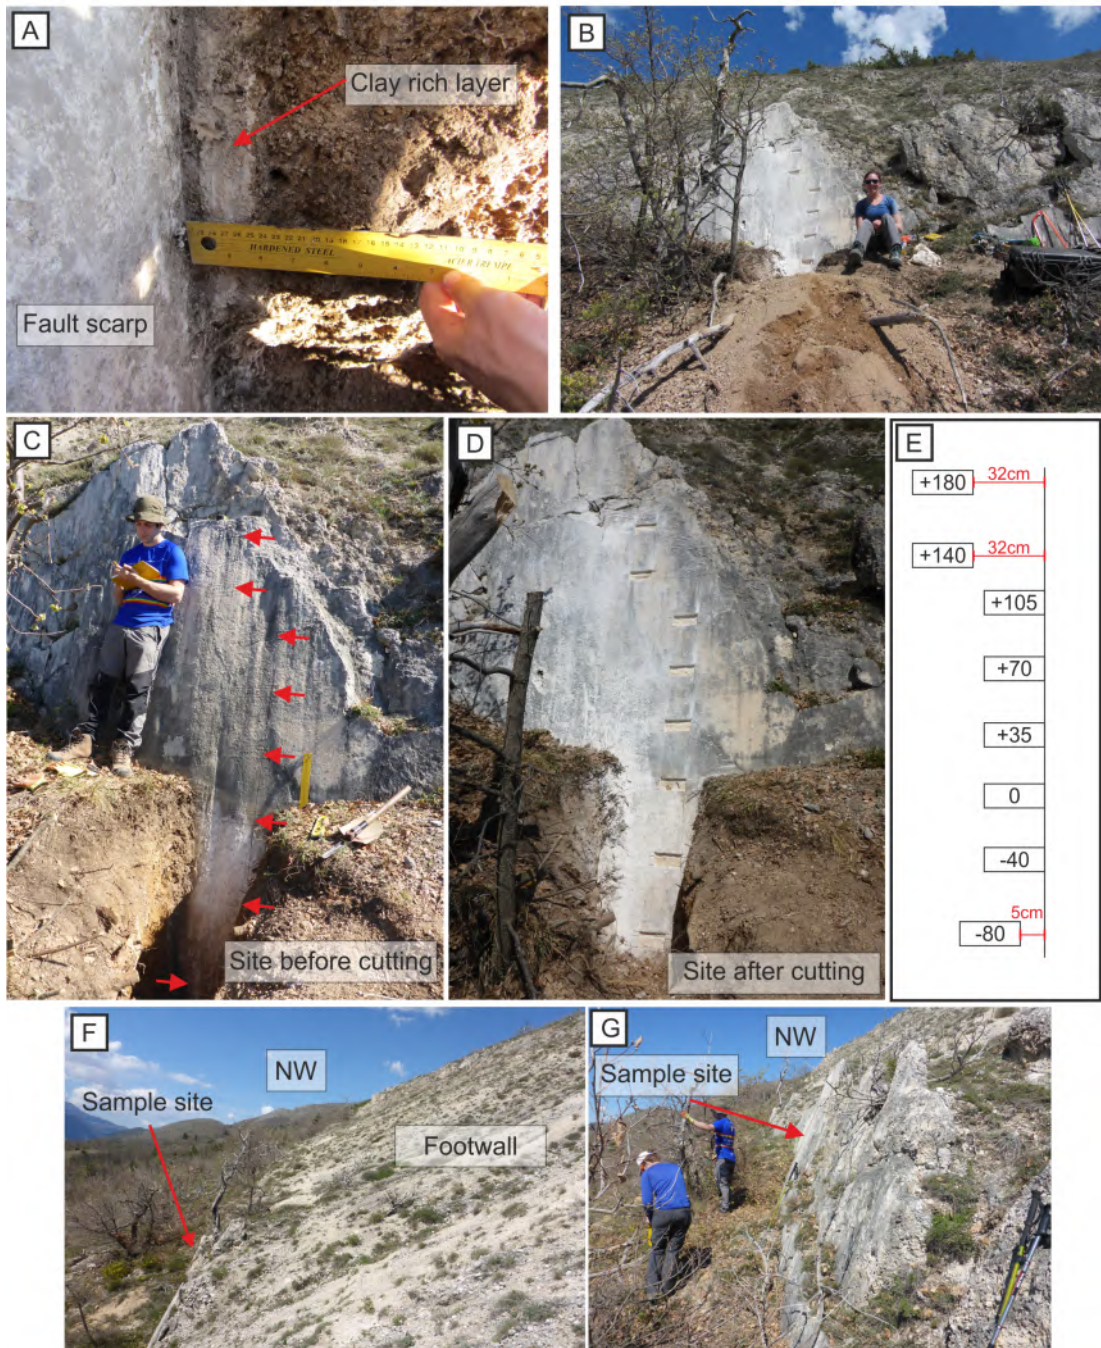 A
Clay rich layer
HARDENED STEEL
Fault scarp
B
C
Site before cutting
D
Site after cutting
E
+180
32cm
+140
32cm
+105
+70
+35
0
-40
5cm
-80
F
NW
Sample site
Footwall
G
NW
Sample site